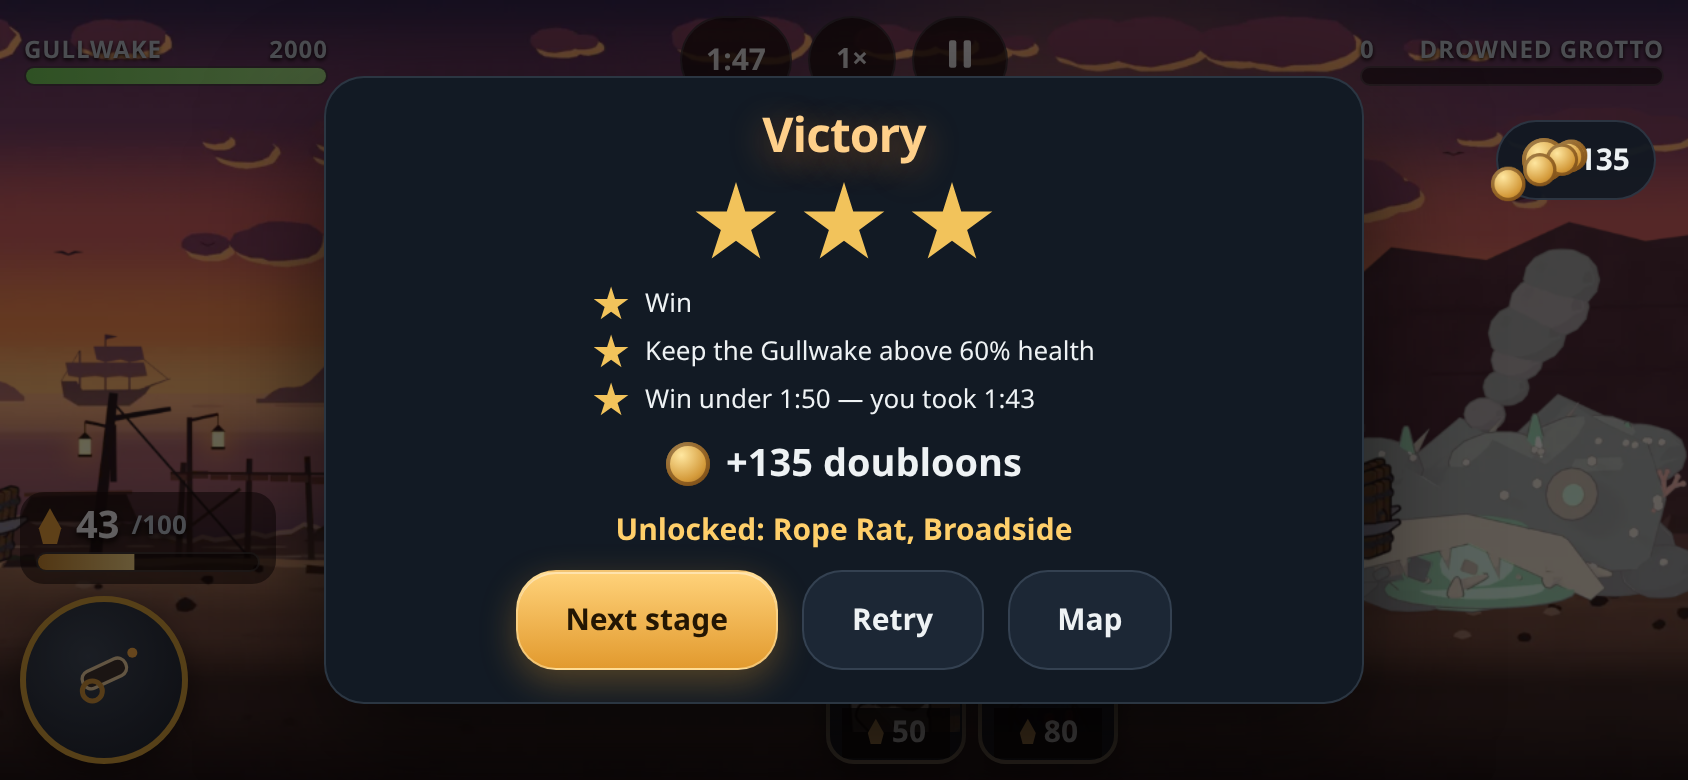 GULLWAKE 2000
1:47
1×
0 DROWNED GROTTO
135
Victory
Win
Keep the Gullwake above 60% health
Win under 1:50 — you took 1:43
+135 doubloons
Unlocked: Rope Rat, Broadside
43 /100
Next stage
Retry
Map
50
80